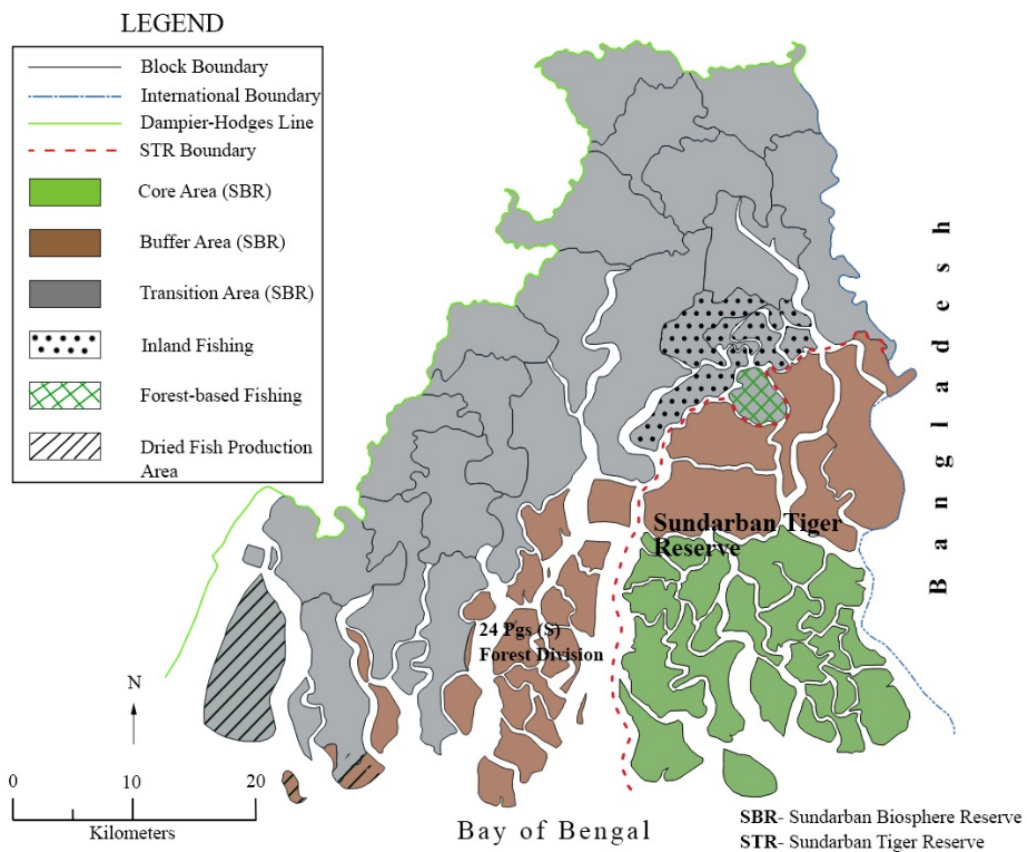 LEGEND
Block Boundary
International Boundary
Dampier-Hodges Line
STR Boundary
Core Area (SBR)
Buffer Area (SBR)
Transition Area (SBR)
Inland Fishing
Forest-based Fishing
Dried Fish Production
Area
Bangladesh
Sundarban Tiger
Reserve
24 Pgs (S)
Forest Division
N
0 10 20
Kilometers
Bay of Bengal
SBR- Sundarban Biosphere Reserve
STR- Sundarban Tiger Reserve